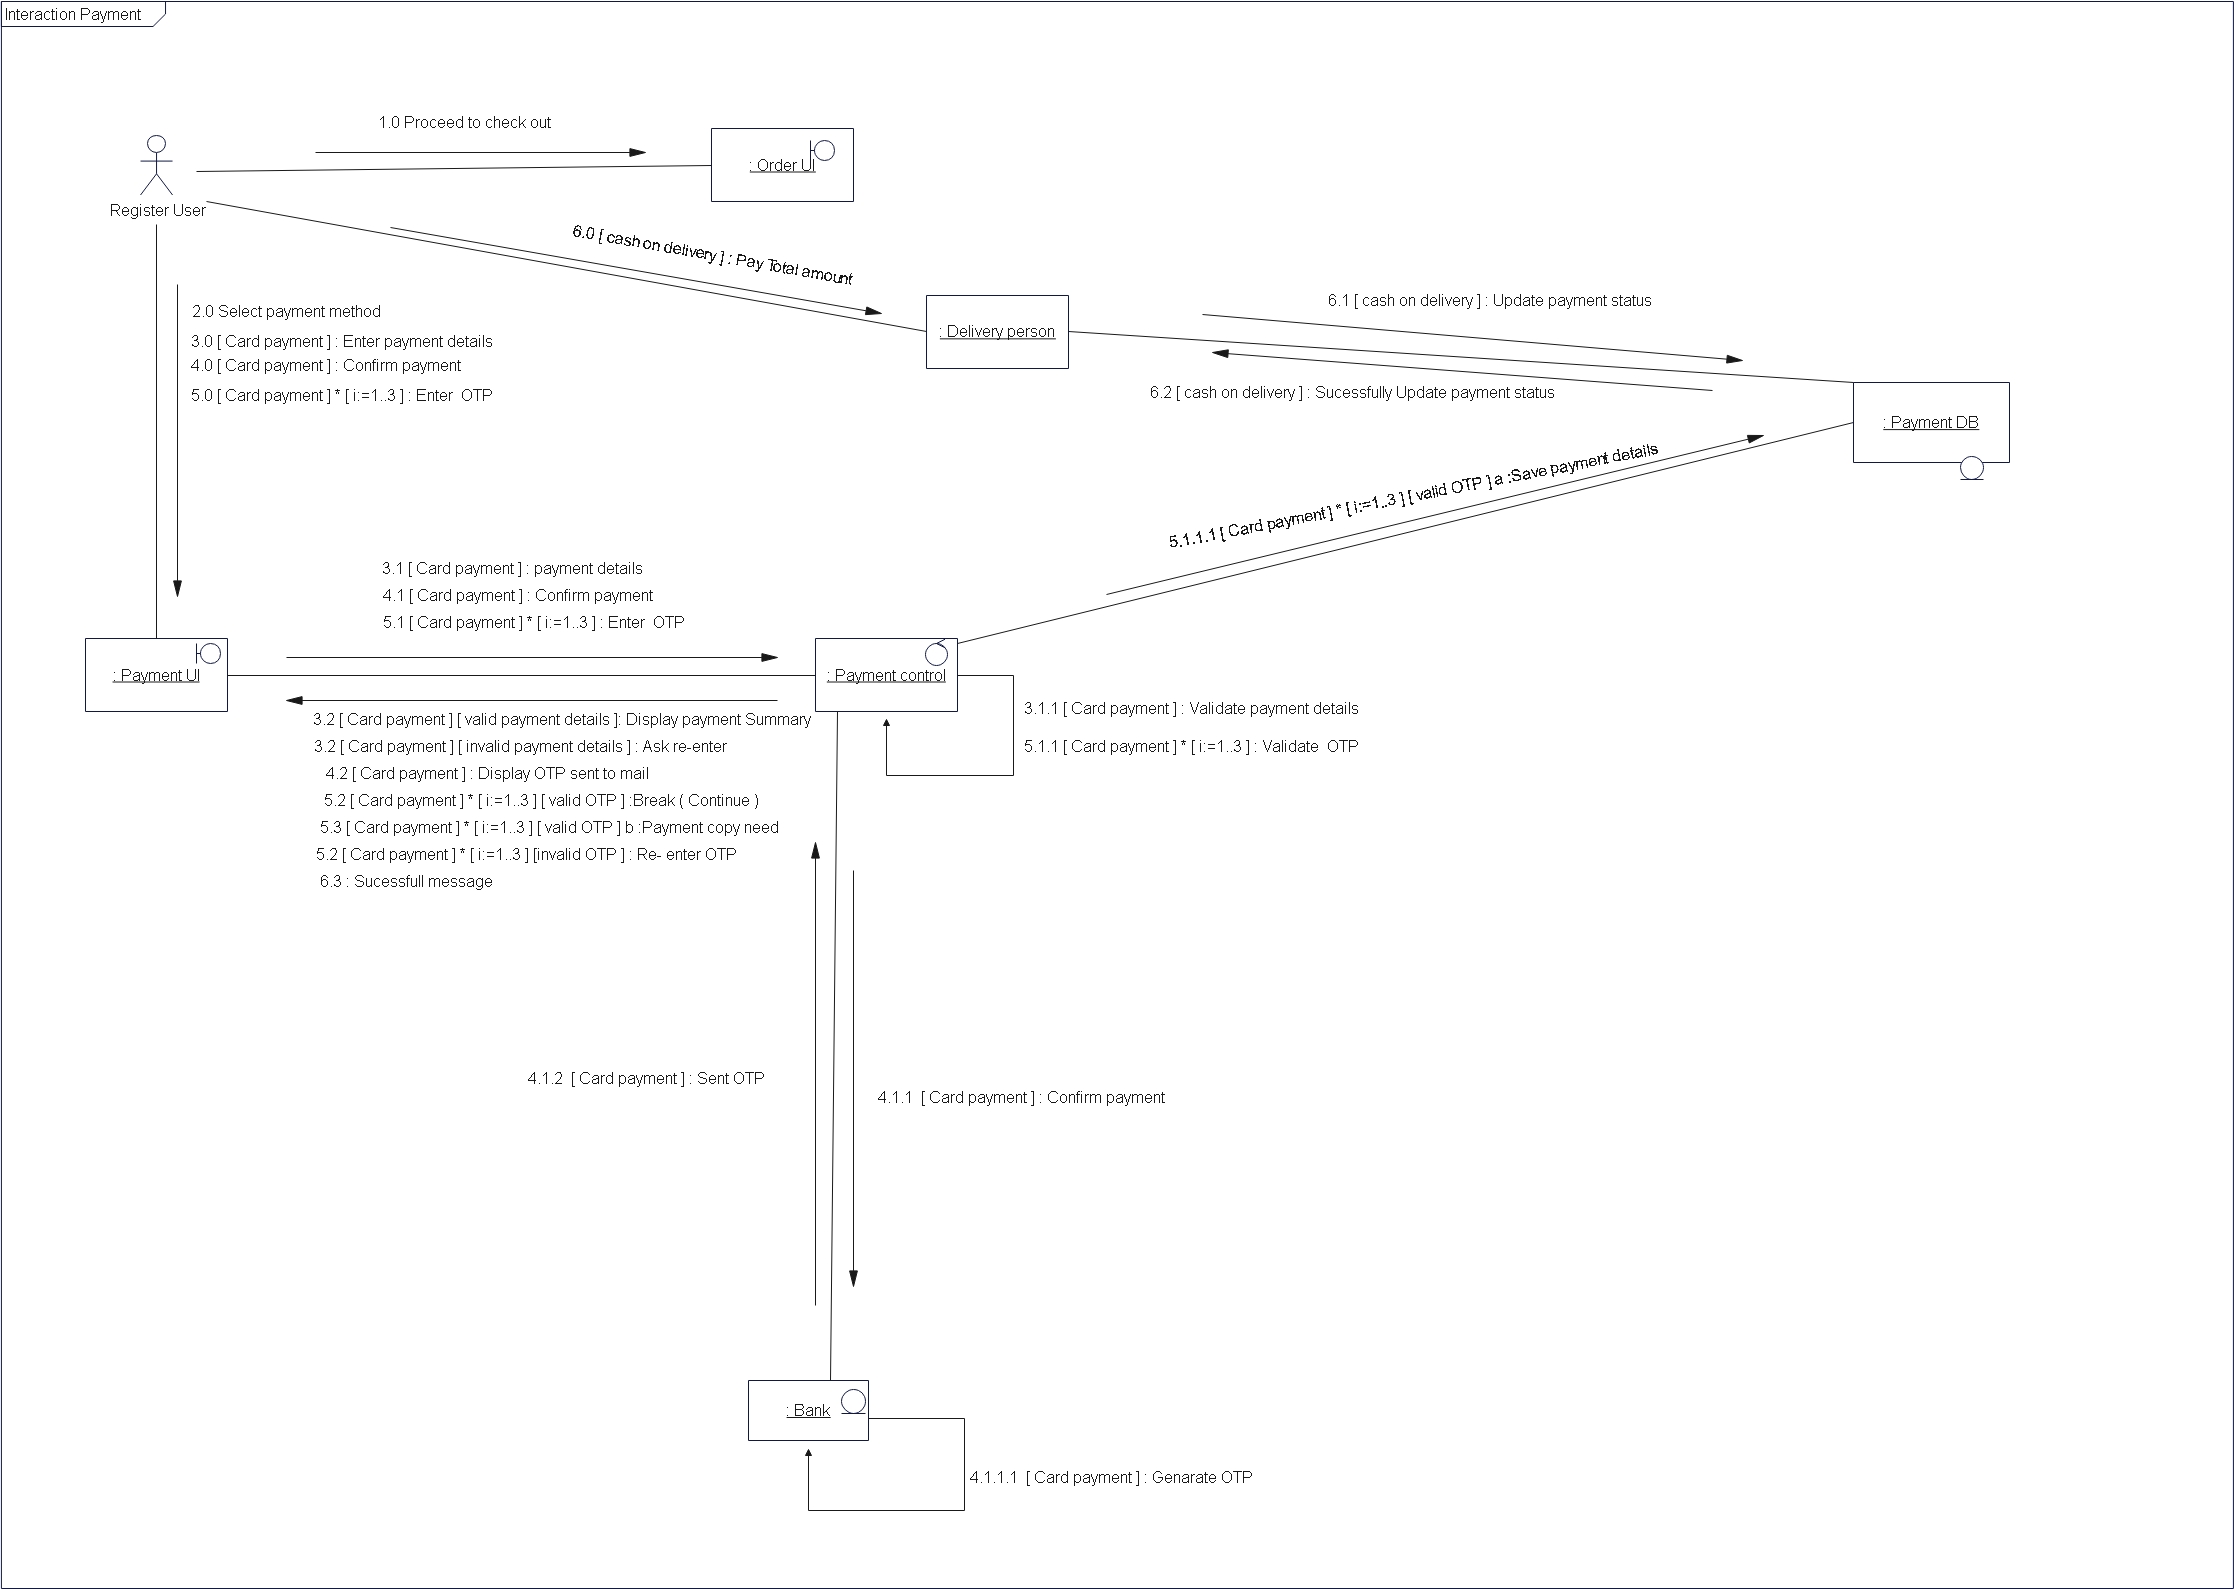 Interaction Payment
1.0 Proceed to check out
: Order UI
Register User
6.0 [ cash on delivery ] : Pay Total amount
2.0 Select payment method
3.0 [ Card payment ] : Enter payment details
4.0 [ Card payment ] : Confirm payment
5.0 [ Card payment ] * [ i:=1..3 ] : Enter  OTP
: Delivery person
6.1 [ cash on delivery ] : Update payment status
6.2 [ cash on delivery ] : Sucessfully Update payment status
: Payment DB
5.1.1.1 [ Card payment ] * [ i:=1..3 ] [ valid OTP ] a :Save payment details
3.1 [ Card payment ] : payment details
4.1 [ Card payment ] : Confirm payment
5.1 [ Card payment ] * [ i:=1..3 ] : Enter  OTP
: Payment UI
: Payment control
3.1.1 [ Card payment ] : Validate payment details
5.1.1 [ Card payment ] * [ i:=1..3 ] : Validate  OTP
3.2 [ Card payment ] [ valid payment details ]: Display payment Summary
3.2 [ Card payment ] [ invalid payment details ] : Ask re-enter
4.2 [ Card payment ] : Display OTP sent to mail
5.2 [ Card payment ] * [ i:=1..3 ] [ valid OTP ] :Break ( Continue )
5.3 [ Card payment ] * [ i:=1..3 ] [ valid OTP ] b :Payment copy need
5.2 [ Card payment ] * [ i:=1..3 ] [invalid OTP ] : Re- enter OTP
6.3 : Sucessfull message
4.1.2  [ Card payment ] : Sent OTP
4.1.1  [ Card payment ] : Confirm payment
: Bank
4.1.1.1  [ Card payment ] : Genarate OTP